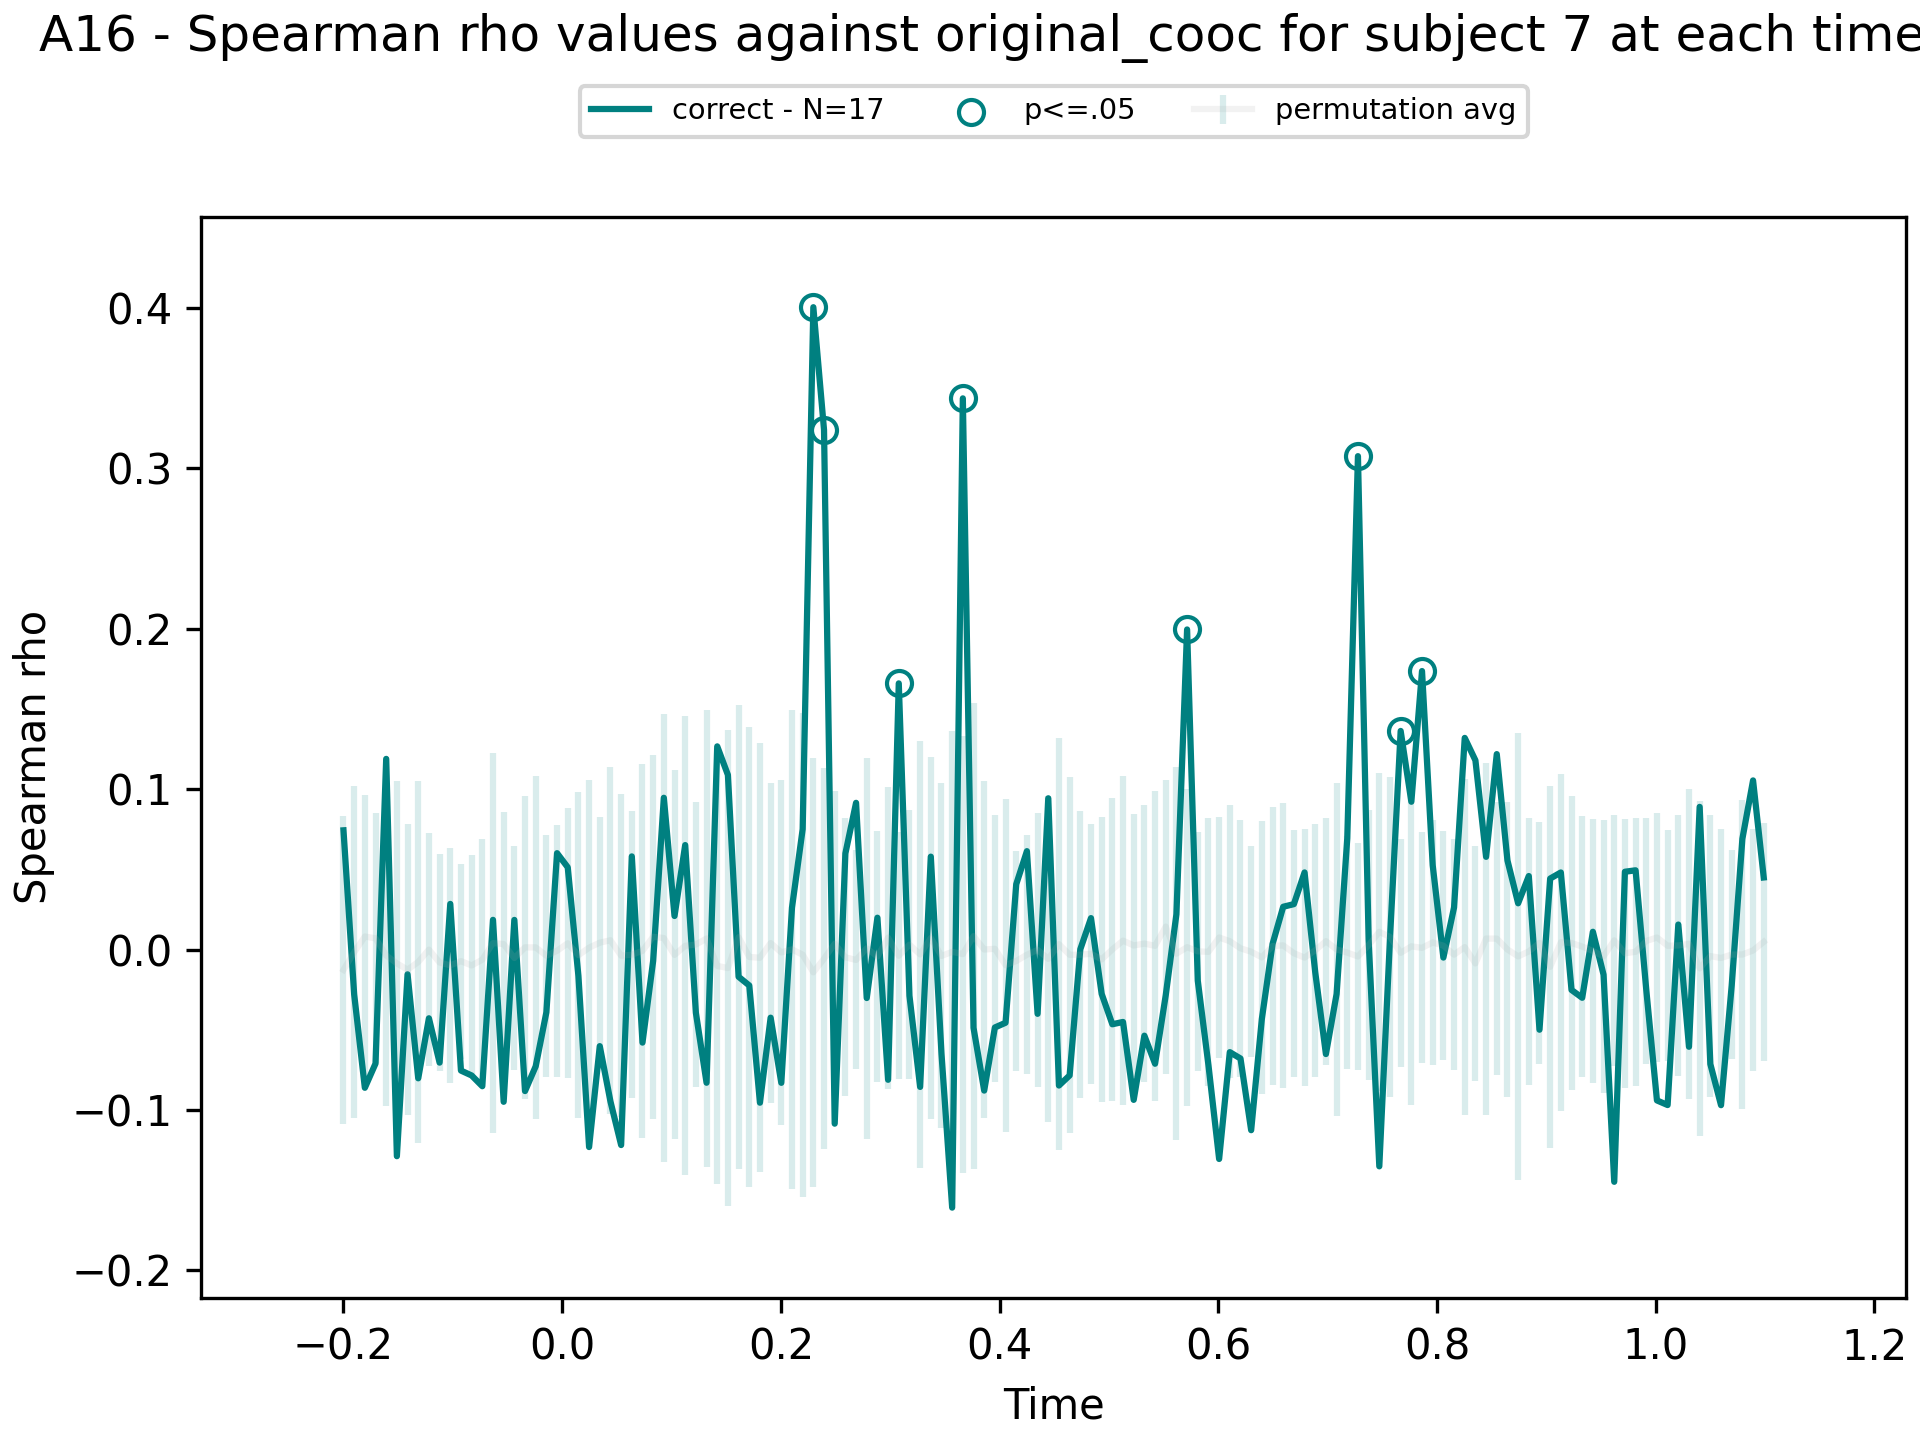 A16 - Spearman rho values against original_cooc for subject 7 at each time
correct - N=17 p<=.05 permutation avg
Spearman rho
0.4
0.3
0.2
0.1
0.0
−0.1
−0.2
−0.2 0.0 0.2 0.4 0.6 0.8 1.0 1.2
Time